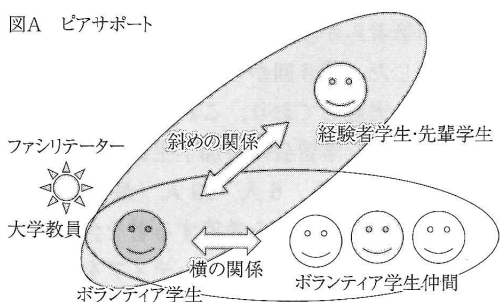 図A ピアサポート
経験者学生・先輩学生
斜めの関係
ファシリテーター
大学教員
横の関係
ボランティア学生
ボランティア学生仲間